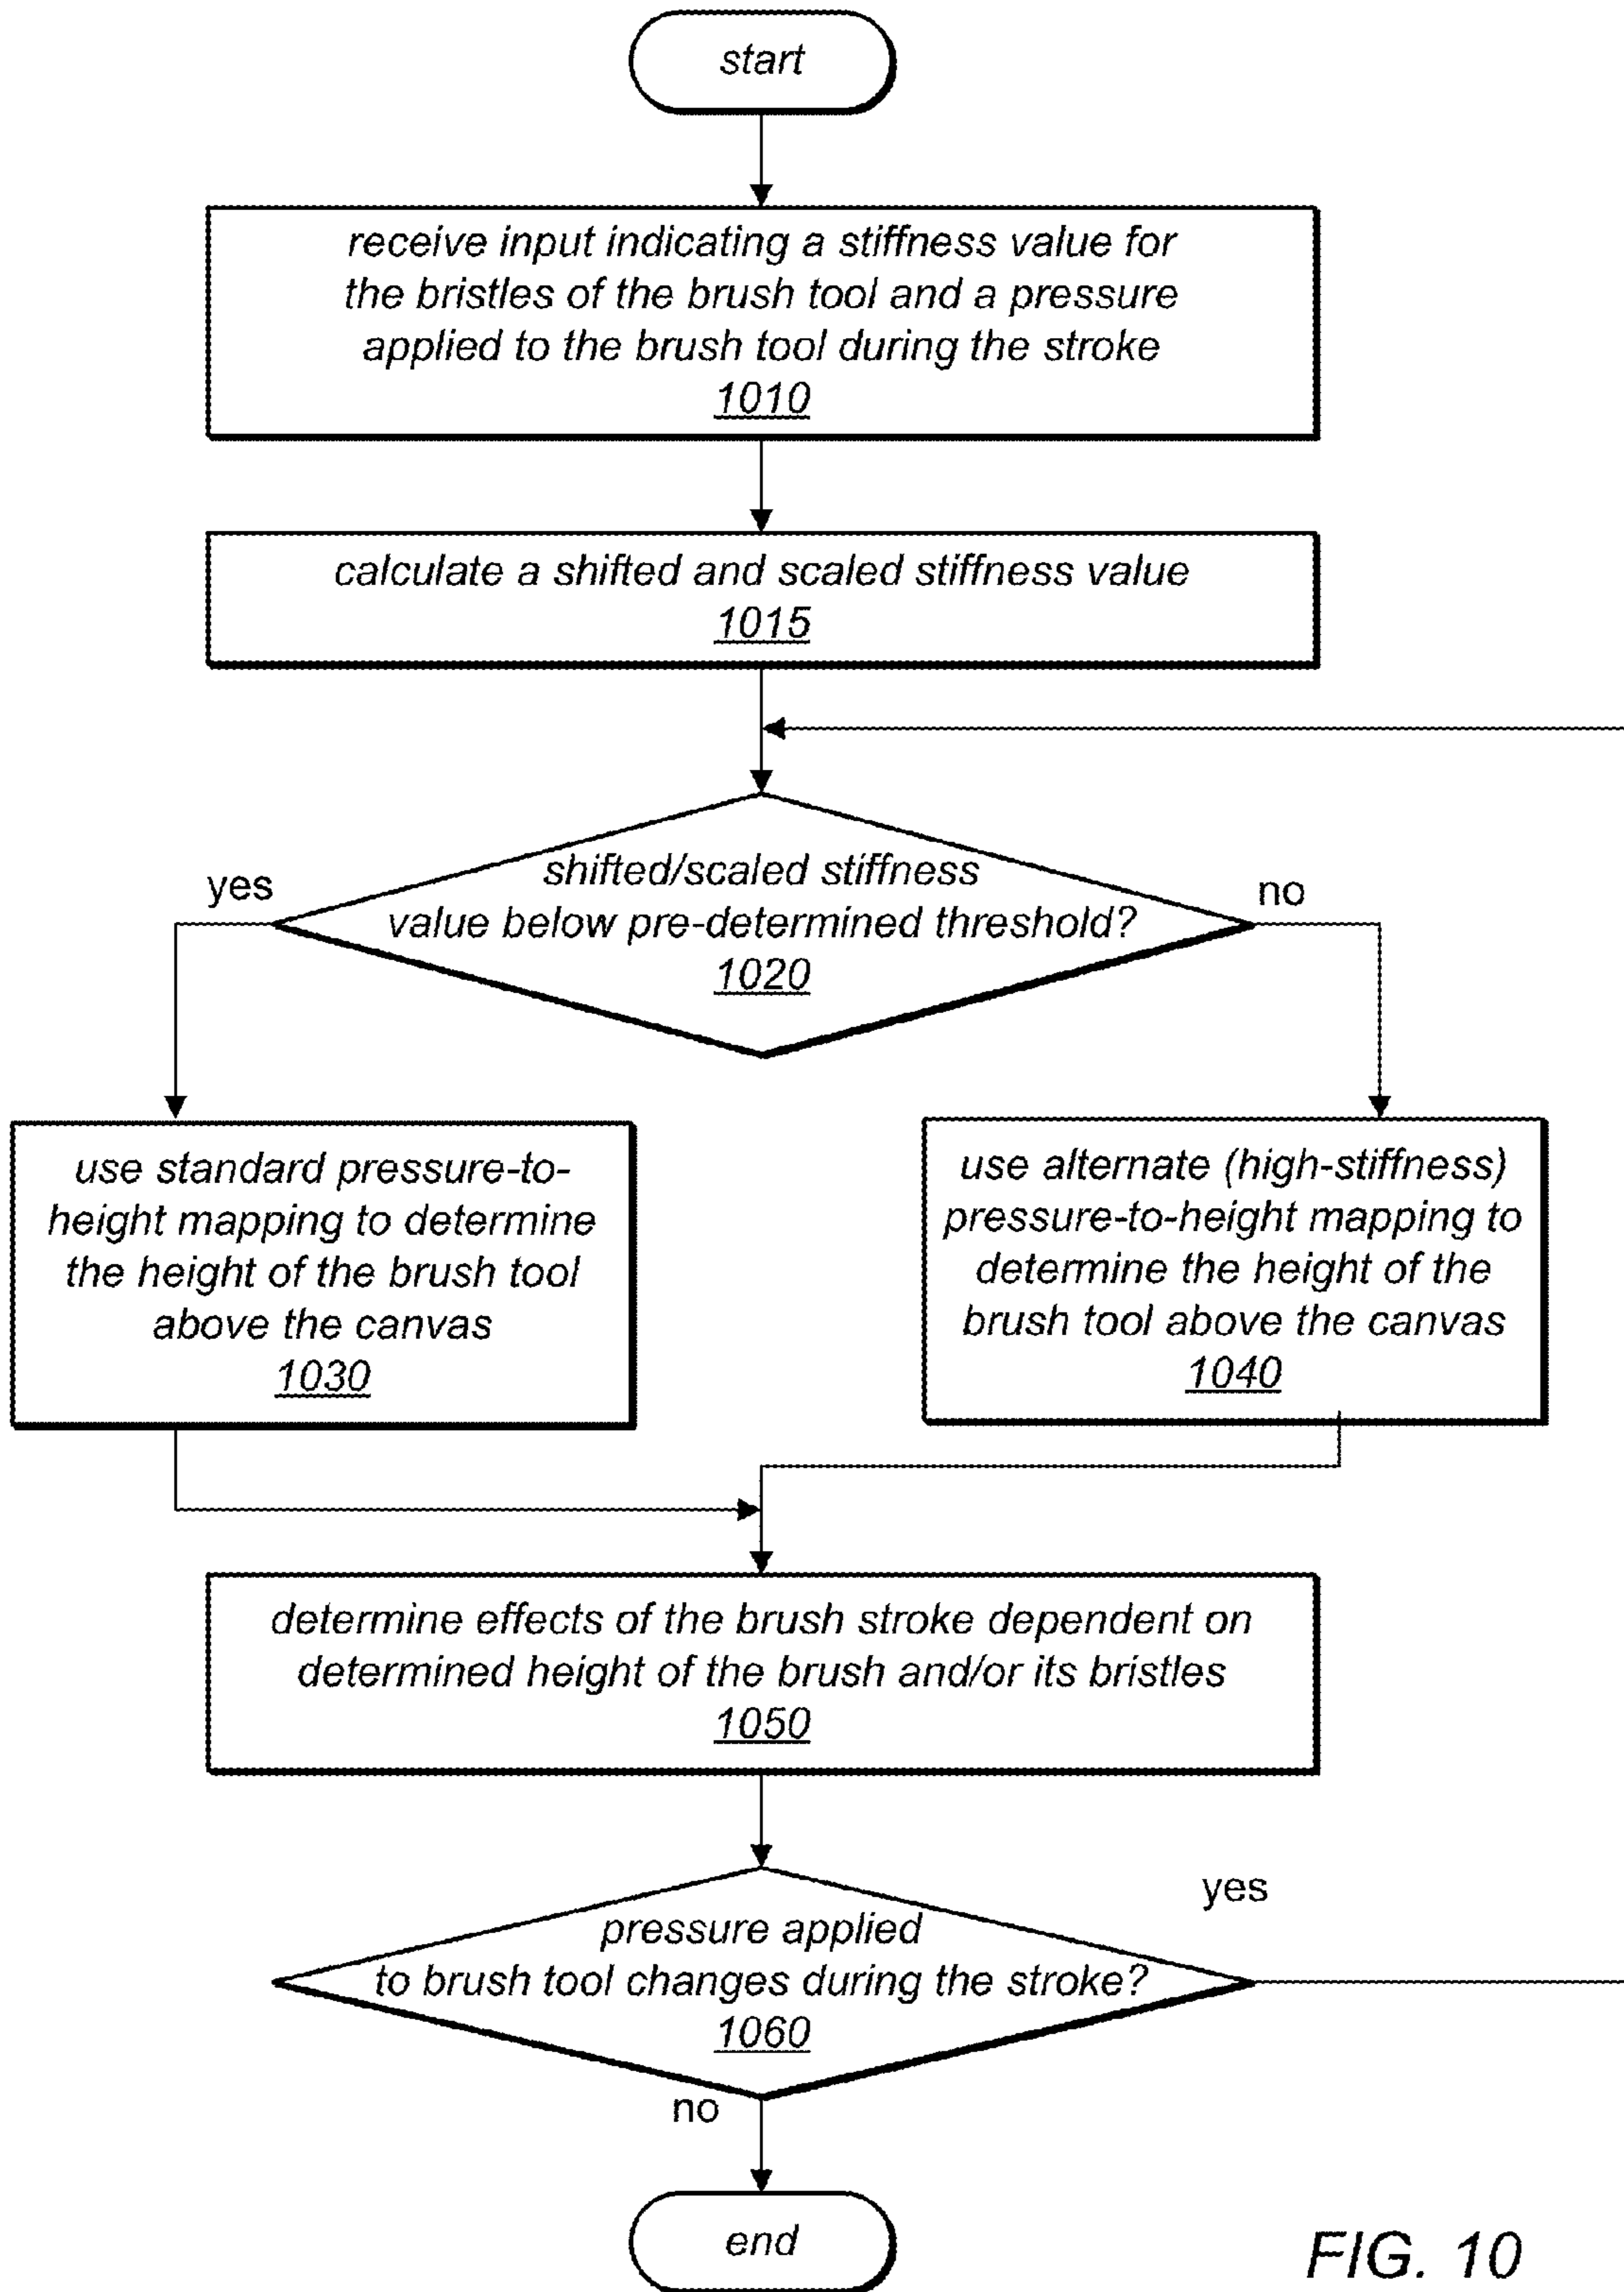 start
receive input indicating a stiffness value for
the bristles of the brush tool and a pressure
applied to the brush tool during the stroke
1010
calculate a shifted and scaled stiffness value
1015
shifted/scaled stiffness
value below pre-determined threshold?
1020
yes
no
use standard pressure-to-
height mapping to determine
the height of the brush tool
above the canvas
1030
use alternate (high-stiffness)
pressure-to-height mapping to
determine the height of the
brush tool above the canvas
1040
determine effects of the brush stroke dependent on
determined height of the brush and/or its bristles
1050
pressure applied
to brush tool changes during the stroke?
1060
yes
no
end
FIG. 10